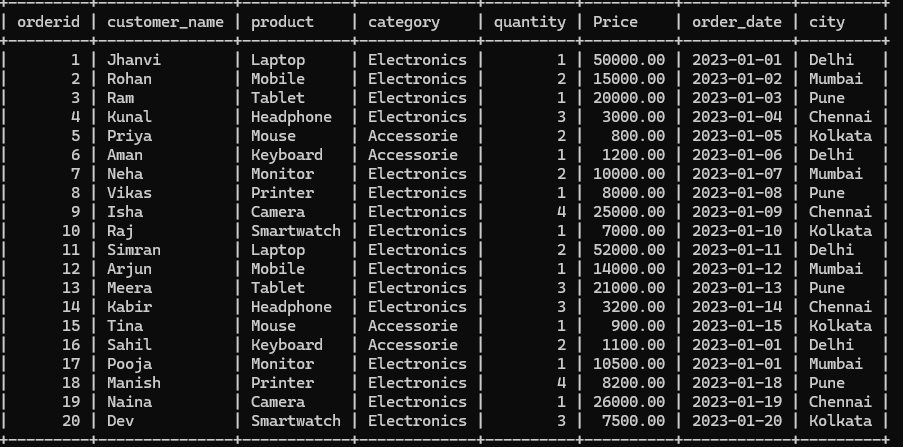 | orderid | customer_name | product | category | quantity | Price | order_date | city |
| 1 | Jhanvi | Laptop | Electronics | 1 | 50000.00 | 2023-01-01 | Delhi |
| 2 | Rohan | Mobile | Electronics | 2 | 15000.00 | 2023-01-02 | Mumbai |
| 3 | Ram | Tablet | Electronics | 1 | 20000.00 | 2023-01-03 | Pune |
| 4 | Kunal | Headphone | Electronics | 3 | 3000.00 | 2023-01-04 | Chennai |
| 5 | Priya | Mouse | Accessorie | 2 | 800.00 | 2023-01-05 | Kolkata |
| 6 | Aman | Keyboard | Accessorie | 1 | 1200.00 | 2023-01-06 | Delhi |
| 7 | Neha | Monitor | Electronics | 2 | 10000.00 | 2023-01-07 | Mumbai |
| 8 | Vikas | Printer | Electronics | 1 | 8000.00 | 2023-01-08 | Pune |
| 9 | Isha | Camera | Electronics | 4 | 25000.00 | 2023-01-09 | Chennai |
| 10 | Raj | Smartwatch | Electronics | 1 | 7000.00 | 2023-01-10 | Kolkata |
| 11 | Simran | Laptop | Electronics | 2 | 52000.00 | 2023-01-11 | Delhi |
| 12 | Arjun | Mobile | Electronics | 1 | 14000.00 | 2023-01-12 | Mumbai |
| 13 | Meera | Tablet | Electronics | 3 | 21000.00 | 2023-01-13 | Pune |
| 14 | Kabir | Headphone | Electronics | 3 | 3200.00 | 2023-01-14 | Chennai |
| 15 | Tina | Mouse | Accessorie | 1 | 900.00 | 2023-01-15 | Kolkata |
| 16 | Sahil | Keyboard | Accessorie | 2 | 1100.00 | 2023-01-01 | Delhi |
| 17 | Pooja | Monitor | Electronics | 1 | 10500.00 | 2023-01-01 | Mumbai |
| 18 | Manish | Printer | Electronics | 4 | 8200.00 | 2023-01-18 | Pune |
| 19 | Naina | Camera | Electronics | 1 | 26000.00 | 2023-01-19 | Chennai |
| 20 | Dev | Smartwatch | Electronics | 3 | 7500.00 | 2023-01-20 | Kolkata |